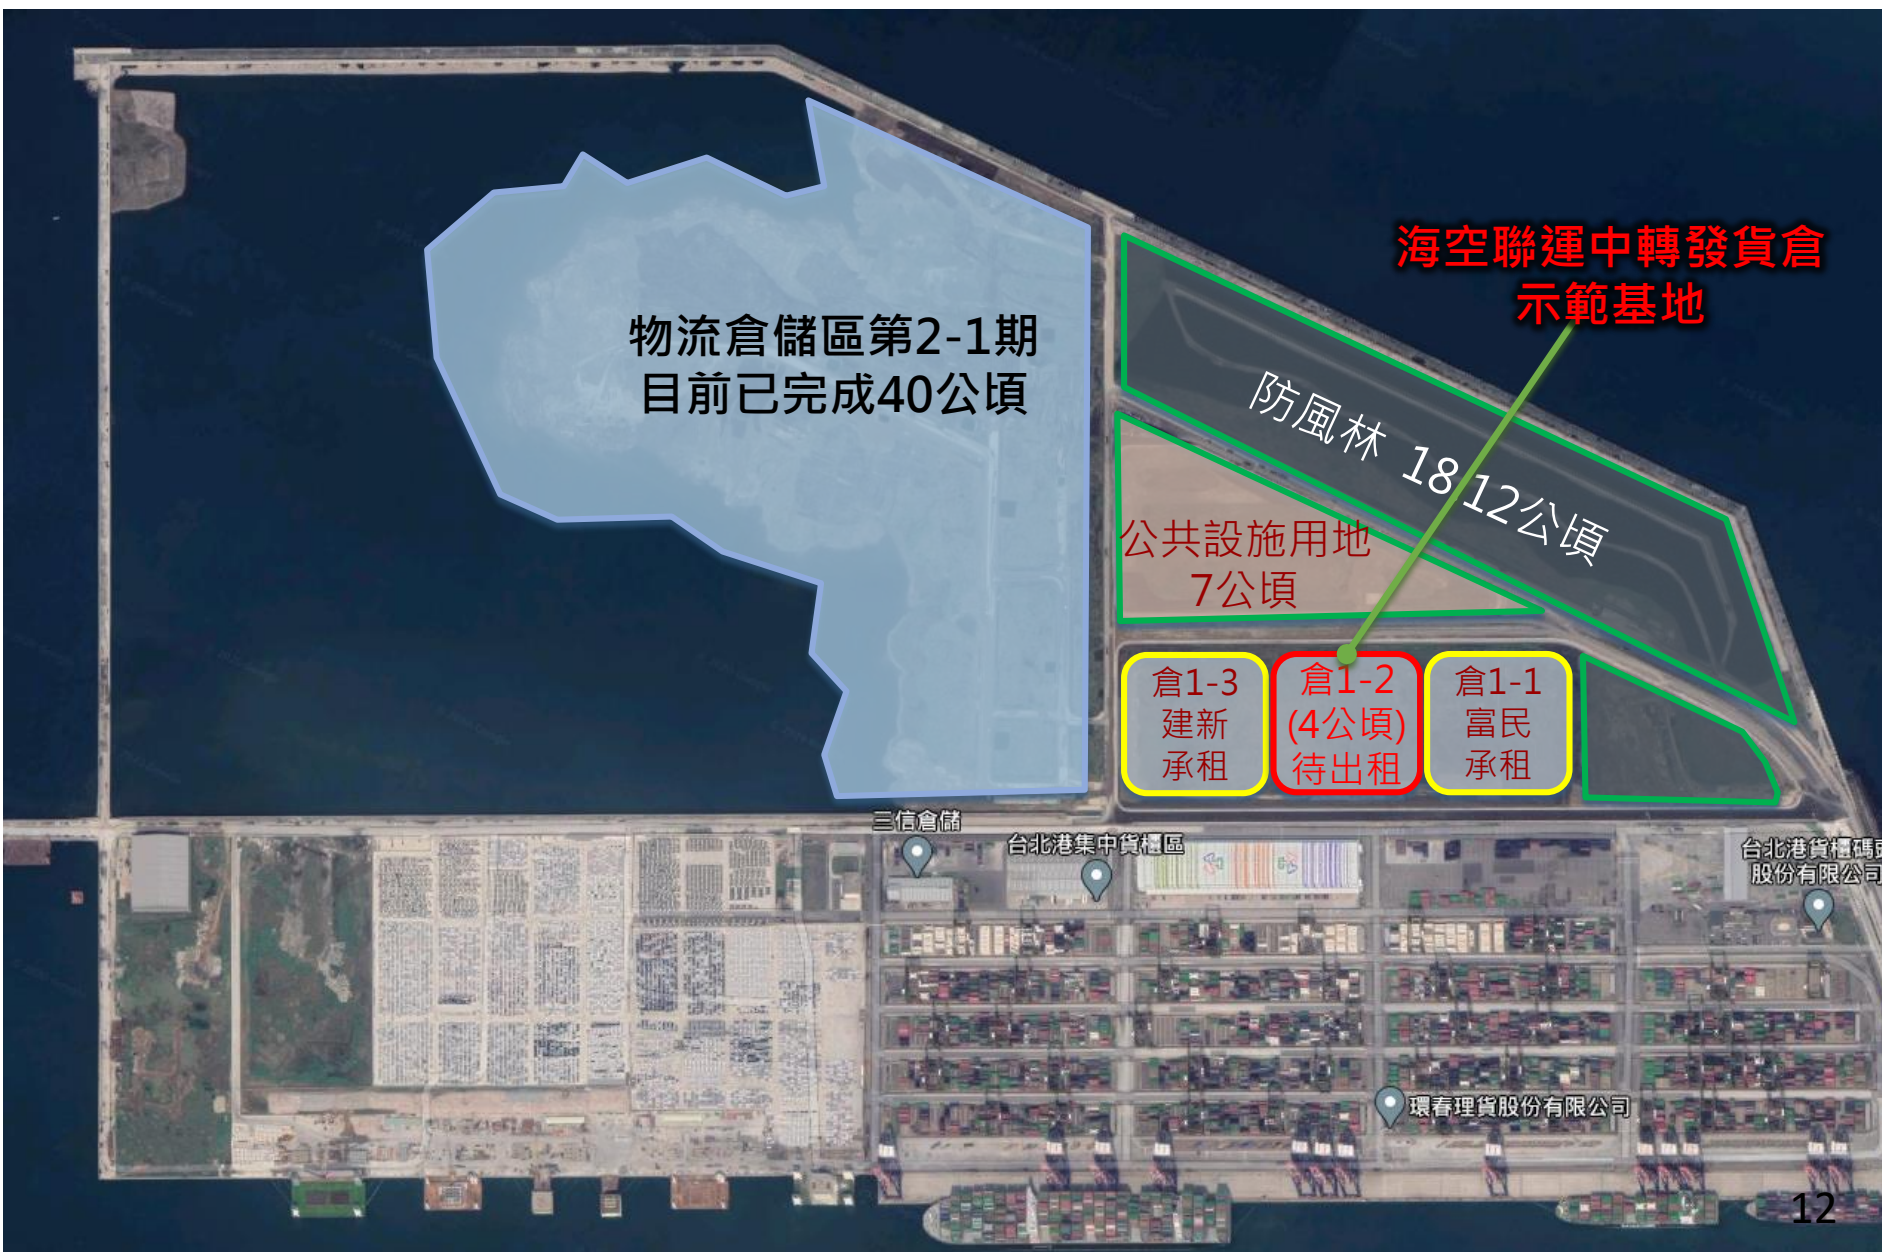 海空聯運中轉發貨倉
示範基地
物流倉儲區第2-1期
目前已完成40公頃
防風林 18.12公頃
公共設施用地
7公頃
倉1-3
建新
承租
倉1-2
(4公頃)
待出租
倉1-1
富民
承租
三信倉儲
台北港集中貨櫃區
台北港貨櫃碼頭
股份有限公司
環春理貨股份有限公司
12